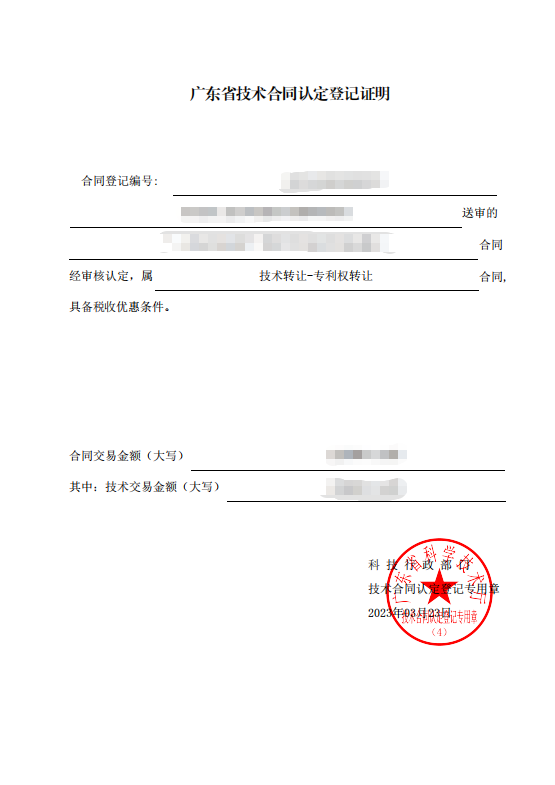 广东省技术合同认定登记证明
合同登记编号:
送审的
合同
经审核认定，属 技术转让-专利权转让 合同,
具备税收优惠条件。
合同交易金额（大写）
其中: 技术交易金额（大写）
科 技 行 政 部 门
技术合同认定登记专用章
2023年03月23日
广东省科学技术厅
技术合同认定登记专用章
（4）